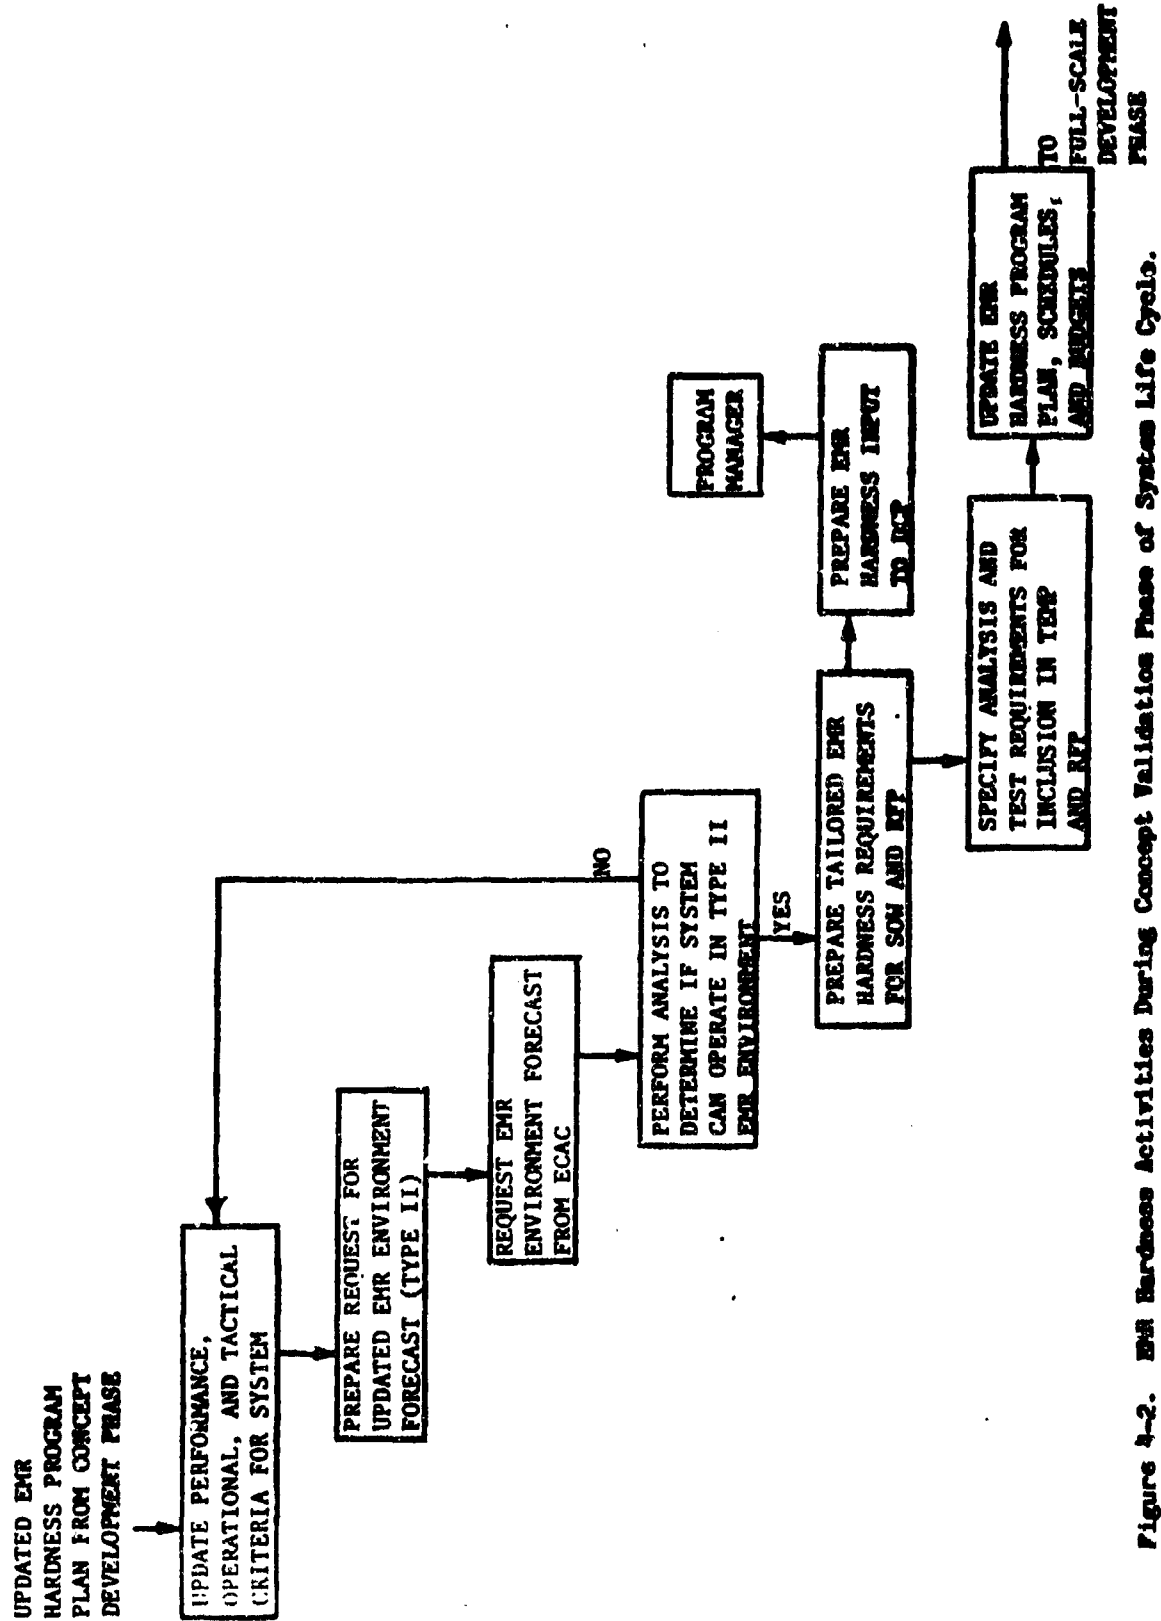 UPDATED EMR
HARDNESS PROGRAM
PLAN FROM CONCEPT
DEVELOPMENT PHASE
UPDATE PERFORMANCE,
OPERATIONAL, AND TACTICAL
CRITERIA FOR SYSTEM
PREPARE REQUEST FOR
UPDATED EMR ENVIRONMENT
FORECAST (TYPE II)
REQUEST EMR
ENVIRONMENT FORECAST
FROM ECAC
PERFORM ANALYSIS TO
DETERMINE IF SYSTEM
CAN OPERATE IN TYPE II
EMR ENVIRONMENT
NO
YES
PREPARE TAILORED EMR
HARDNESS REQUIREMENTS
FOR SOW AND RFP
PREPARE EMR
HARDNESS INPUT
TO DCP
PROGRAM
MANAGER
SPECIFY ANALYSIS AND
TEST REQUIREMENTS FOR
INCLUSION IN TEMP
AND RFP
UPDATE EMR
HARDNESS PROGRAM
PLAN, SCHEDULES,
AND BUDGETS
TO
FULL-SCALE
DEVELOPMENT
PHASE
Figure 4-2. EMR Hardness Activities During Concept Validation Phase of System Life Cycle.